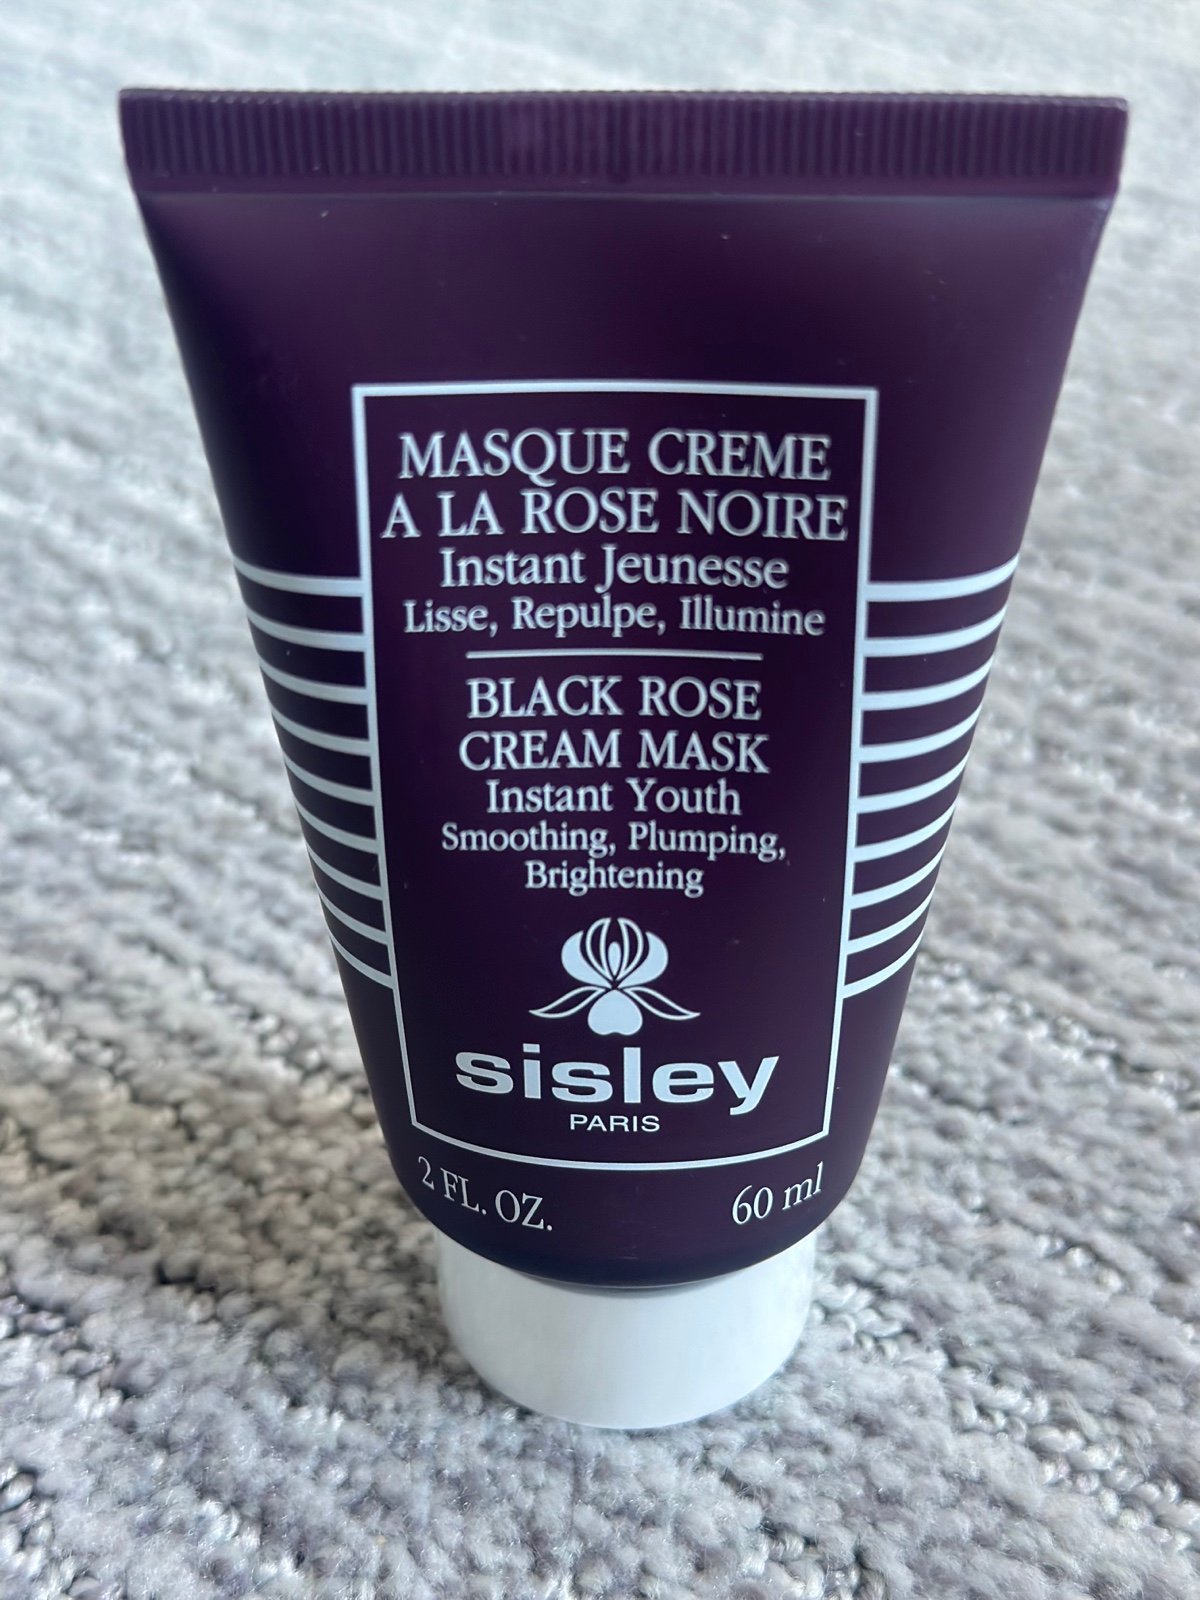 MASQUE CREME
A LA ROSE NOIRE
Instant Jeunesse
Lisse, Repulpe, Illumine
BLACK ROSE
CREAM MASK
Instant Youth
Smoothing, Plumping,
Brightening
sisley
PARIS
2 FL. OZ. 60 ml